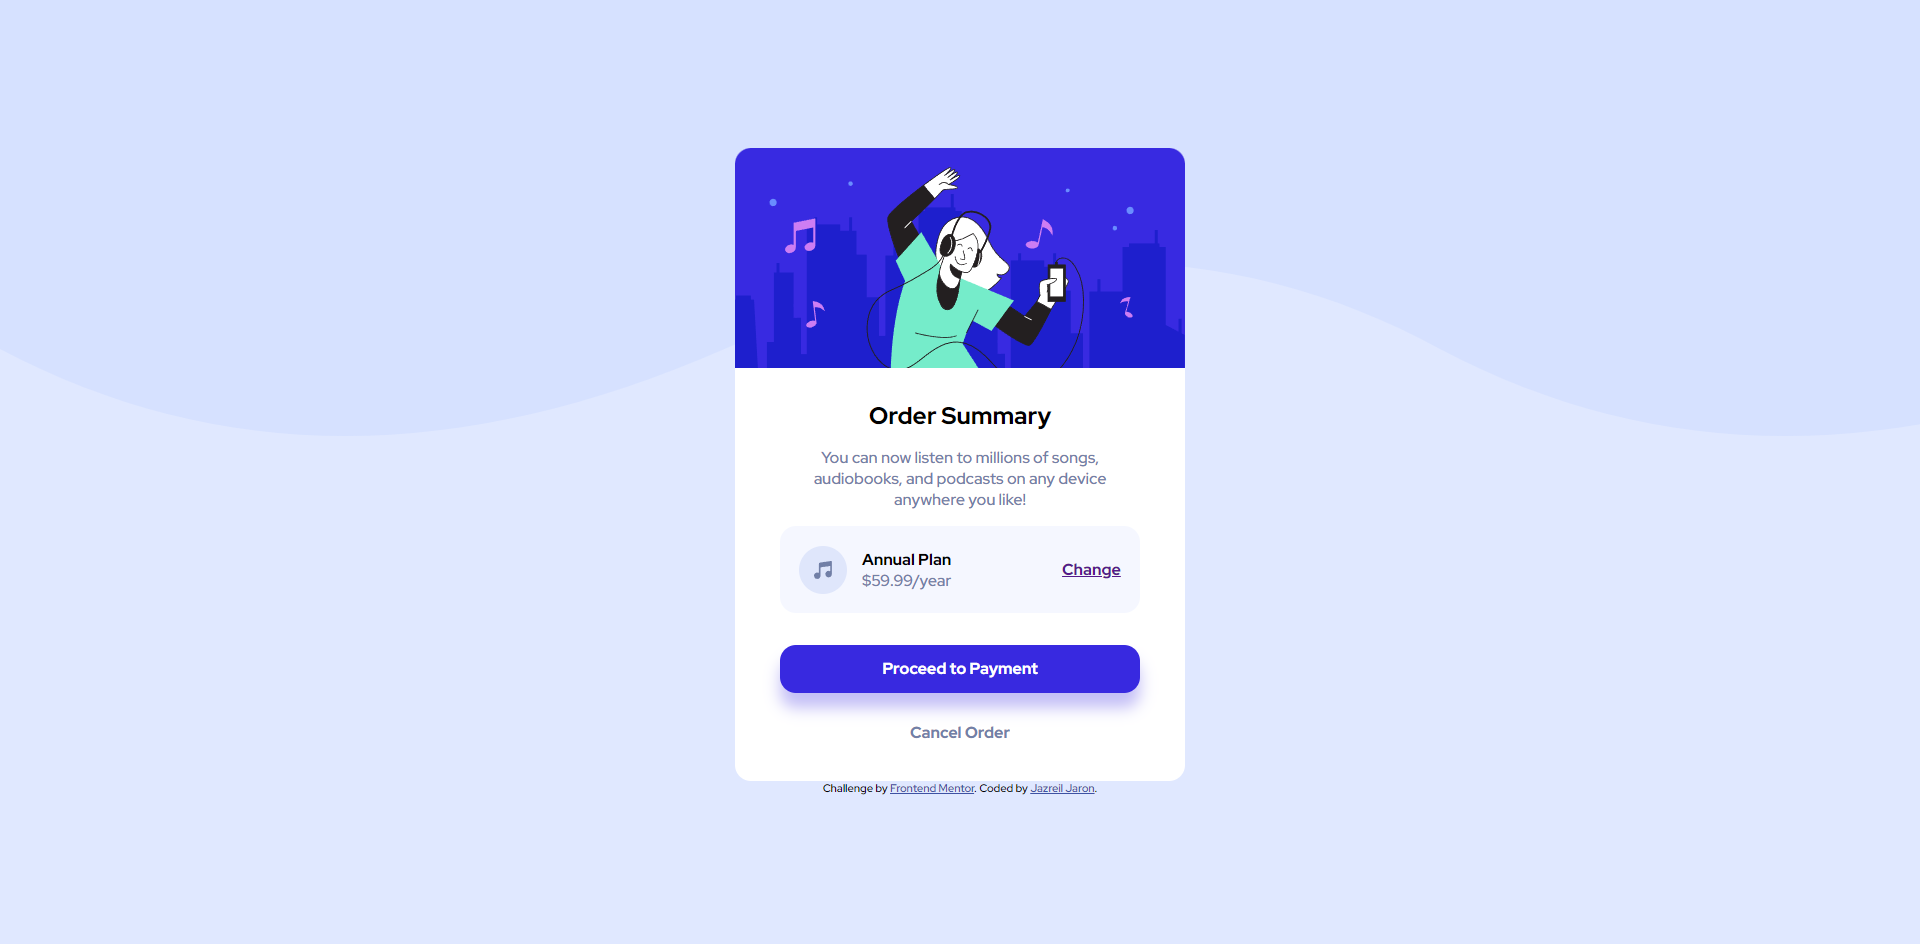 Order Summary
You can now listen to millions of songs,
audiobooks, and podcasts on any device
anywhere you like!
Annual Plan
$59.99/year
Change
Proceed to Payment
Cancel Order
Challenge by Frontend Mentor. Coded by Jazreil Jaron.